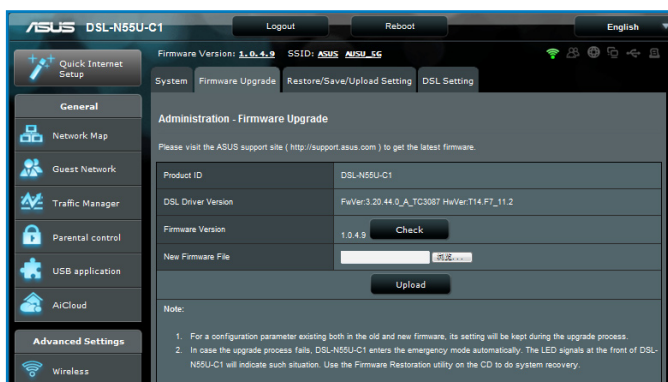 ASUS DSL-N55U-C1
Logout
Reboot
English
Quick Internet Setup
Firmware Version: 1.0.4.9 SSID: ASUS AUSU_5G
System
Firmware Upgrade
Restore/Save/Upload Setting
DSL Setting
General
Network Map
Guest Network
Traffic Manager
Parental control
USB application
AiCloud
Advanced Settings
Wireless
Administration - Firmware Upgrade
Please visit the ASUS support site ( http://support.asus.com ) to get the latest firmware.
Product ID DSL-N55U-C1
DSL Driver Version FwVer:3.20.44.0_A_TC3087 HwVer:T14.F7_11.2
Firmware Version 1.0.4.9 Check
New Firmware File
Upload
Note:
1. For a configuration parameter existing both in the old and new firmware, its setting will be kept during the upgrade process.
2. In case the upgrade process fails, DSL-N55U-C1 enters the emergency mode automatically. The LED signals at the front of DSL-
N55U-C1 will indicate such situation. Use the Firmware Restoration utility on the CD to do system recovery.